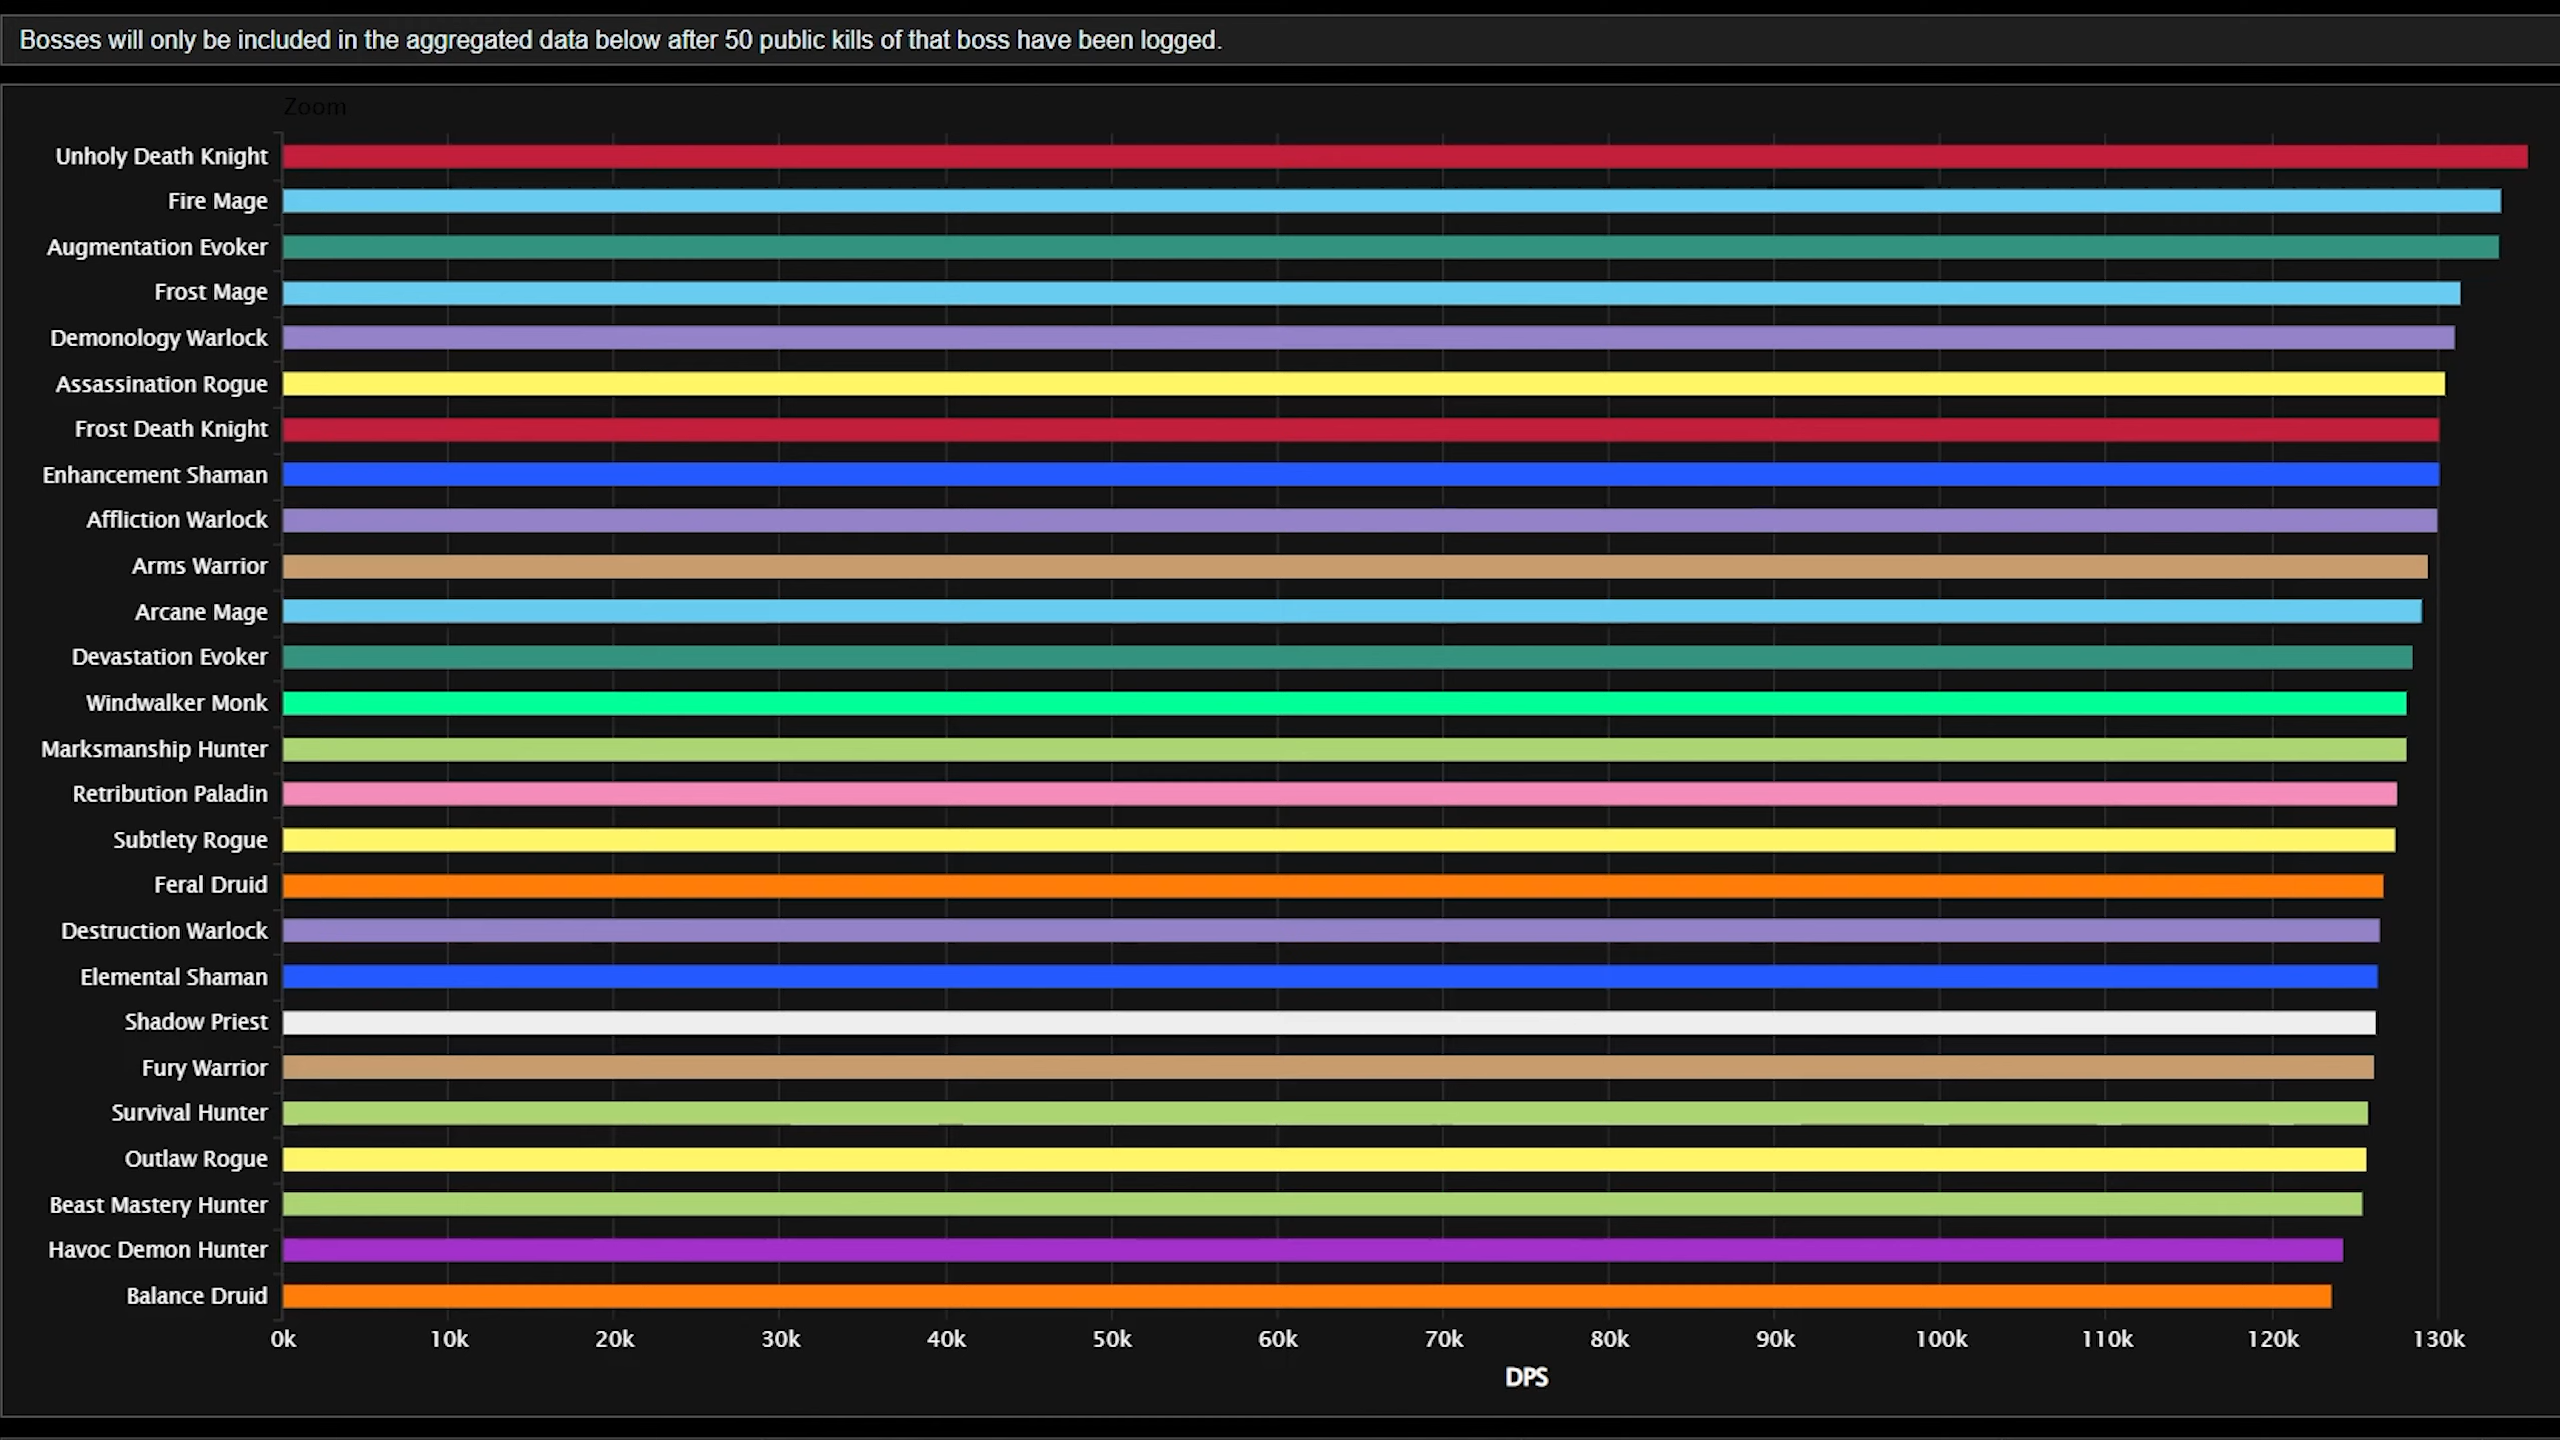 Bosses will only be included in the aggregated data below after 50 public kills of that boss have been logged.
Zoom
Unholy Death Knight
Fire Mage
Augmentation Evoker
Frost Mage
Demonology Warlock
Assassination Rogue
Frost Death Knight
Enhancement Shaman
Affliction Warlock
Arms Warrior
Arcane Mage
Devastation Evoker
Windwalker Monk
Marksmanship Hunter
Retribution Paladin
Subtlety Rogue
Feral Druid
Destruction Warlock
Elemental Shaman
Shadow Priest
Fury Warrior
Survival Hunter
Outlaw Rogue
Beast Mastery Hunter
Havoc Demon Hunter
Balance Druid
0k 10k 20k 30k 40k 50k 60k 70k 80k 90k 100k 110k 120k 130k
DPS